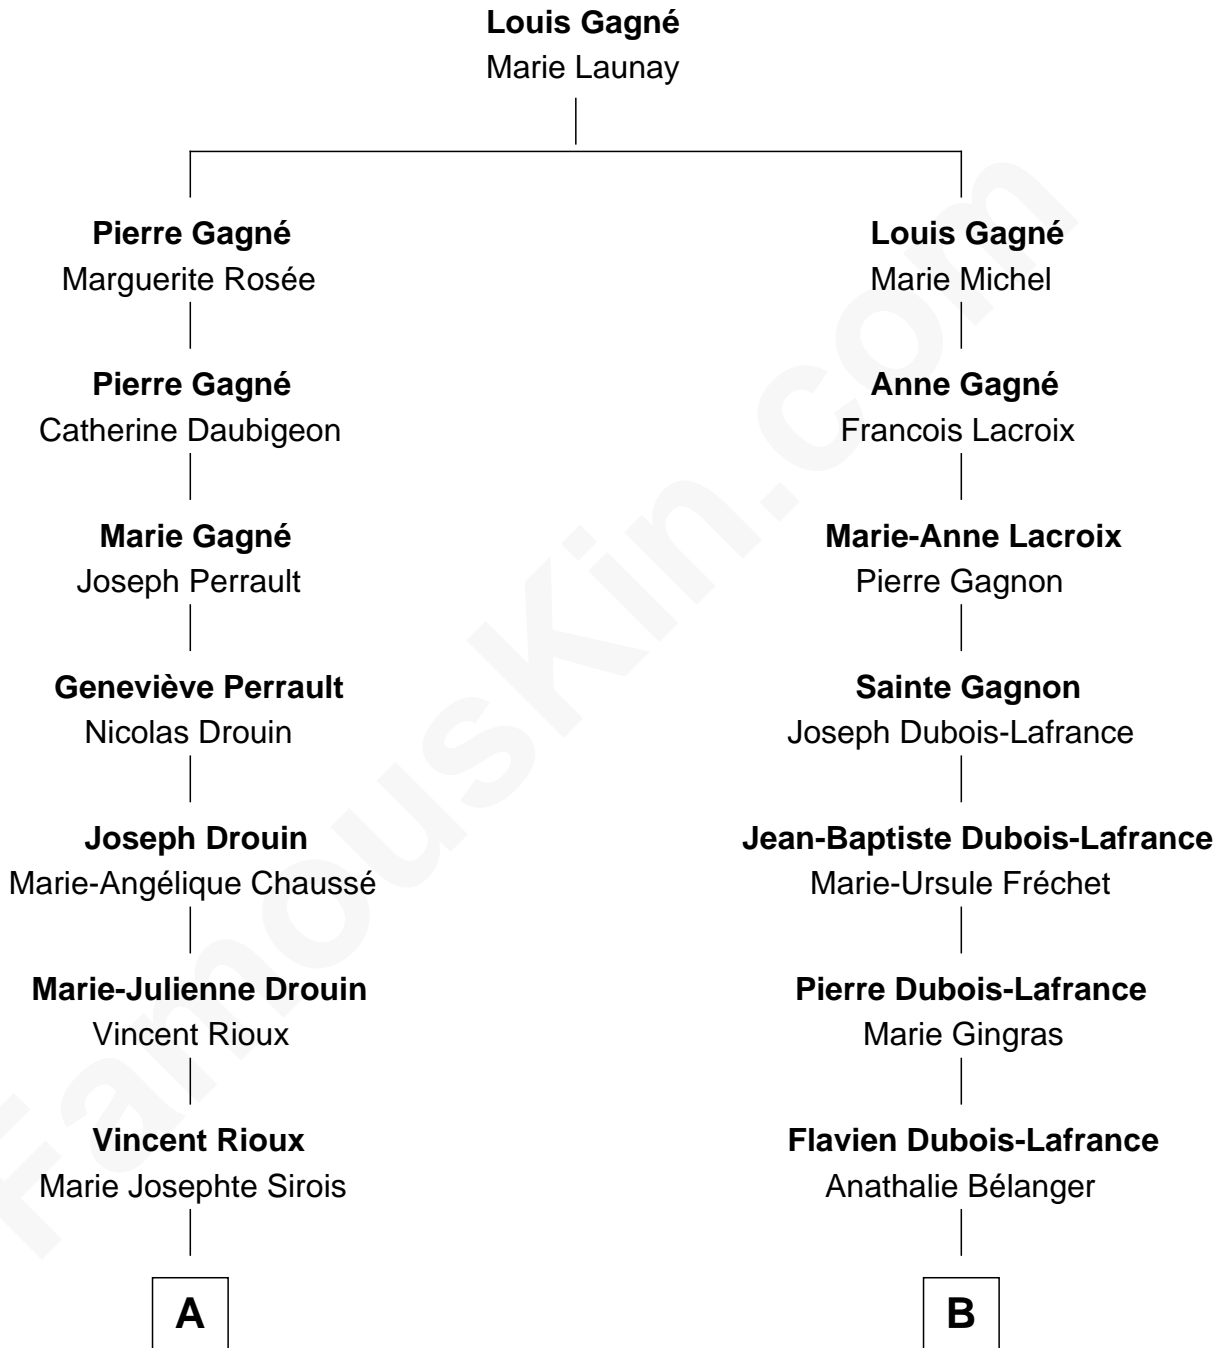 Louis Gagné
Marie Launay
Pierre Gagné
Marguerite Rosée
Pierre Gagné
Catherine Daubigeon
Marie Gagné
Joseph Perrault
Geneviève Perrault
Nicolas Drouin
Joseph Drouin
Marie-Angélique Chaussé
Marie-Julienne Drouin
Vincent Rioux
Vincent Rioux
Marie Josephte Sirois
A
Louis Gagné
Marie Michel
Anne Gagné
Francois Lacroix
Marie-Anne Lacroix
Pierre Gagnon
Sainte Gagnon
Joseph Dubois-Lafrance
Jean-Baptiste Dubois-Lafrance
Marie-Ursule Fréchet
Pierre Dubois-Lafrance
Marie Gingras
Flavien Dubois-Lafrance
Anathalie Bélanger
B
FamousKin.com